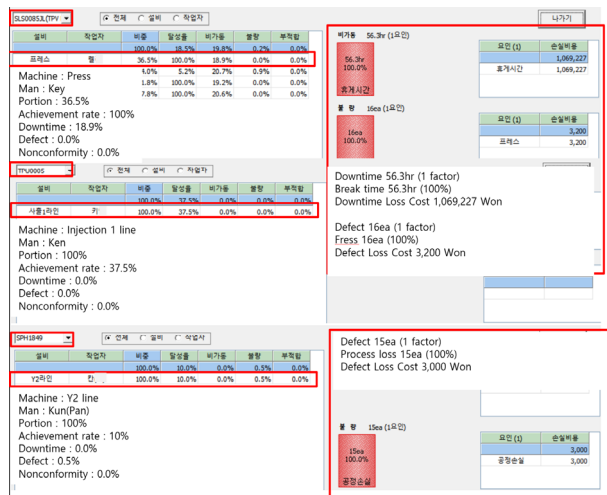 SLS0085JL(TPV
전체 설비 작업자
나가기
설비 작업자 비중 달성율 비가동 불량 부적합
100.0% 18.5% 19.8% 0.2% 0.0%
프레스 36.5% 100.0% 18.9% 0.0% 0.0%
4.0% 5.2% 20.7% 0.9% 0.0%
1.8% 100.0% 19.2% 0.0% 0.0%
7.8% 100.0% 20.6% 0.0% 0.0%
Machine : Press
Man : Key
Portion : 36.5%
Achievement rate : 100%
Downtime : 18.9%
Defect : 0.0%
Nonconformity : 0.0%
비가동 56.3hr (1요인)
56.3hr
100.0%
휴게시간
요인 (1) 손실비용
1,069,227
휴게시간 1,069,227
불 량 16ea (1요인)
16ea
100.0%
요인 (1) 손실비용
3,200
프레스 3,200
TPU000S
전체 설비 작업자
설비 작업자 비중 달성율 비가동 불량 부적합
100.0% 37.5% 0.0% 0.0% 0.0%
사출1라인 키 100.0% 37.5% 0.0% 0.0% 0.0%
Machine : Injection 1 line
Man : Ken
Portion : 100%
Achievement rate : 37.5%
Downtime : 0.0%
Defect : 0.0%
Nonconformity : 0.0%
Downtime 56.3hr (1 factor)
Break time 56.3hr (100%)
Downtime Loss Cost 1,069,227 Won
Defect 16ea (1 factor)
Fress 16ea (100%)
Defect Loss Cost 3,200 Won
SPH1849
전체 설비 작업자
설비 작업자 비중 달성율 비가동 불량 부적합
100.0% 10.0% 0.0% 0.5% 0.0%
Y2라인 칸 100.0% 10.0% 0.0% 0.5% 0.0%
Machine : Y2 line
Man : Kun(Pan)
Portion : 100%
Achievement rate : 10%
Downtime : 0.0%
Defect : 0.5%
Nonconformity : 0.0%
Defect 15ea (1 factor)
Process loss 15ea (100%)
Defect Loss Cost 3,000 Won
불 량 15ea (1요인)
15ea
100.0%
공정손실
요인 (1) 손실비용
3,000
공정손실 3,000